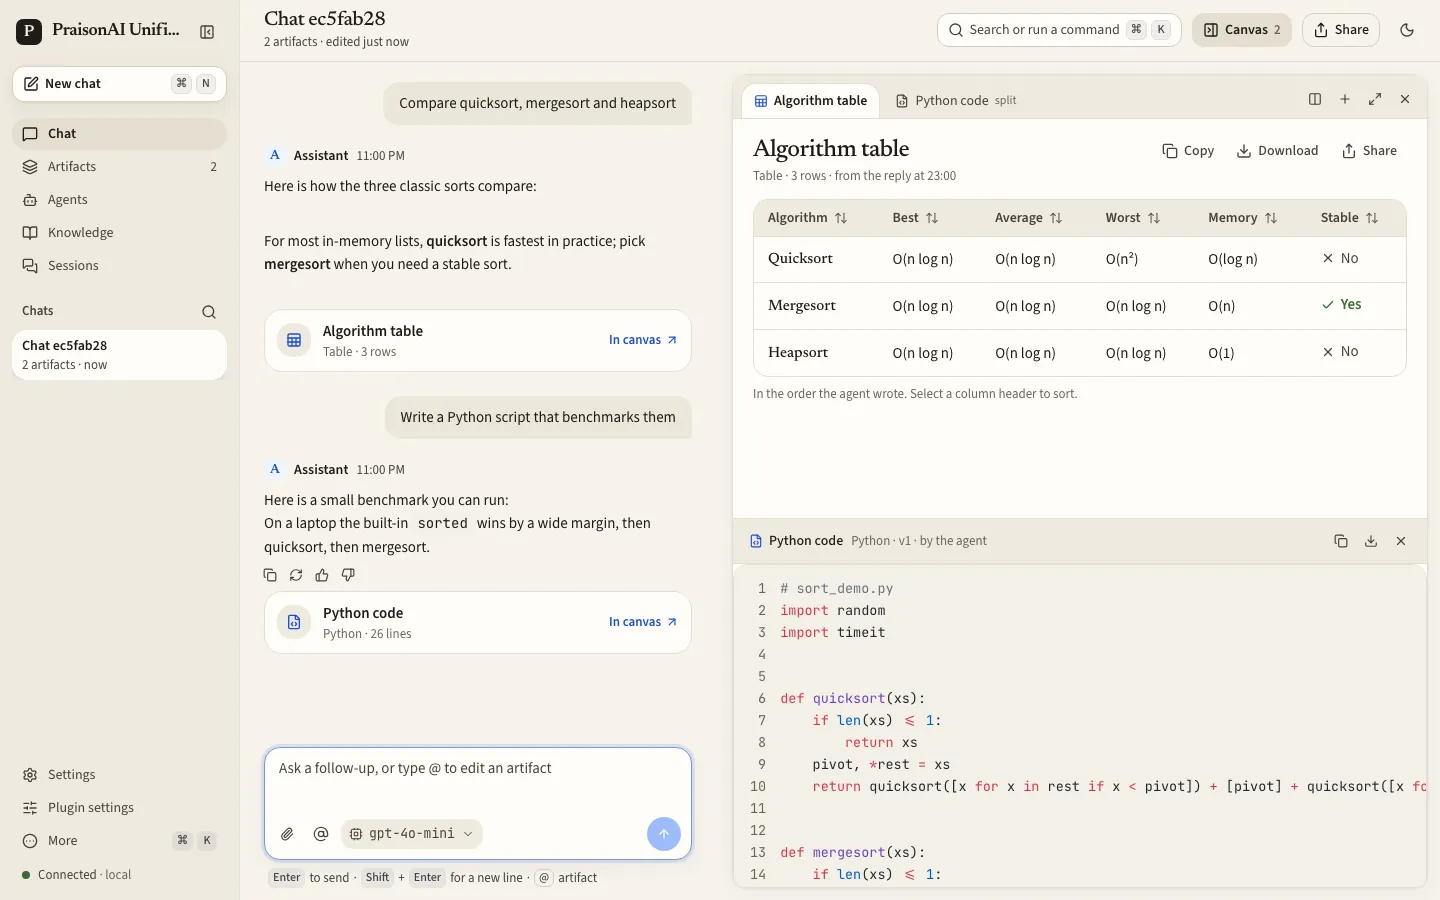 P PraisonAI Unifi...
New chat ⌘ N
Chat
Artifacts 2
Agents
Knowledge
Sessions
Chats
Chat ec5fab28
2 artifacts · now
Settings
Plugin settings
More ⌘ K
Connected · local
Chat ec5fab28
2 artifacts · edited just now
Search or run a command ⌘ K
Canvas 2
Share
Compare quicksort, mergesort and heapsort
A Assistant 11:00 PM
Here is how the three classic sorts compare:
For most in-memory lists, quicksort is fastest in practice; pick
mergesort when you need a stable sort.
Algorithm table
Table · 3 rows
In canvas
Write a Python script that benchmarks them
A Assistant 11:00 PM
Here is a small benchmark you can run:
On a laptop the built-in sorted wins by a wide margin, then
quicksort, then mergesort.
Python code
Python · 26 lines
In canvas
Ask a follow-up, or type @ to edit an artifact
gpt-4o-mini
Enter to send · Shift + Enter for a new line · @ artifact
Algorithm table
Python code split
Algorithm table
Table · 3 rows · from the reply at 23:00
Copy Download Share
Algorithm Best Average Worst Memory Stable
Quicksort O(n log n) O(n log n) O(n²) O(log n) No
Mergesort O(n log n) O(n log n) O(n log n) O(n) Yes
Heapsort O(n log n) O(n log n) O(n log n) O(1) No
In the order the agent wrote. Select a column header to sort.
Python code Python · v1 · by the agent
1 # sort_demo.py
2 import random
3 import timeit
4
5
6 def quicksort(xs):
7 if len(xs) ≤ 1:
8 return xs
9 pivot, *rest = xs
10 return quicksort([x for x in rest if x < pivot]) + [pivot] + quicksort([x fo
11
12
13 def mergesort(xs):
14 if len(xs) ≤ 1: